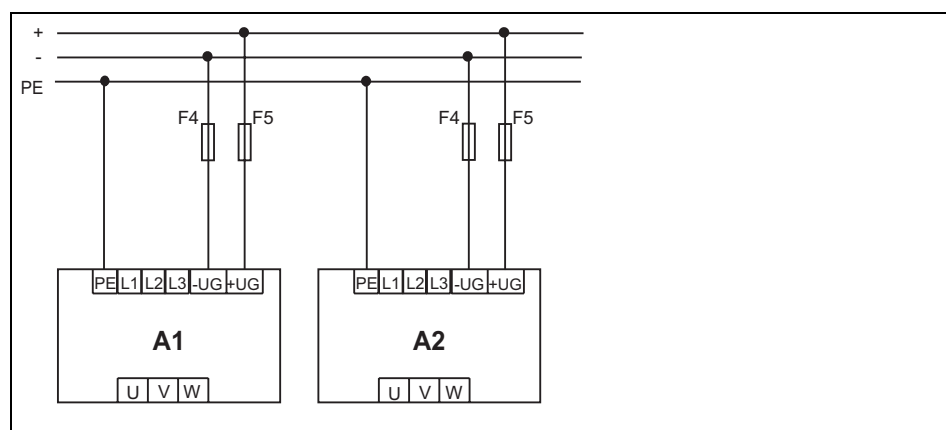 +
-
PE
F4 F5 F4 F5
PE L1 L2 L3 -UG +UG PE L1 L2 L3 -UG +UG
A1 A2
U V W U V W